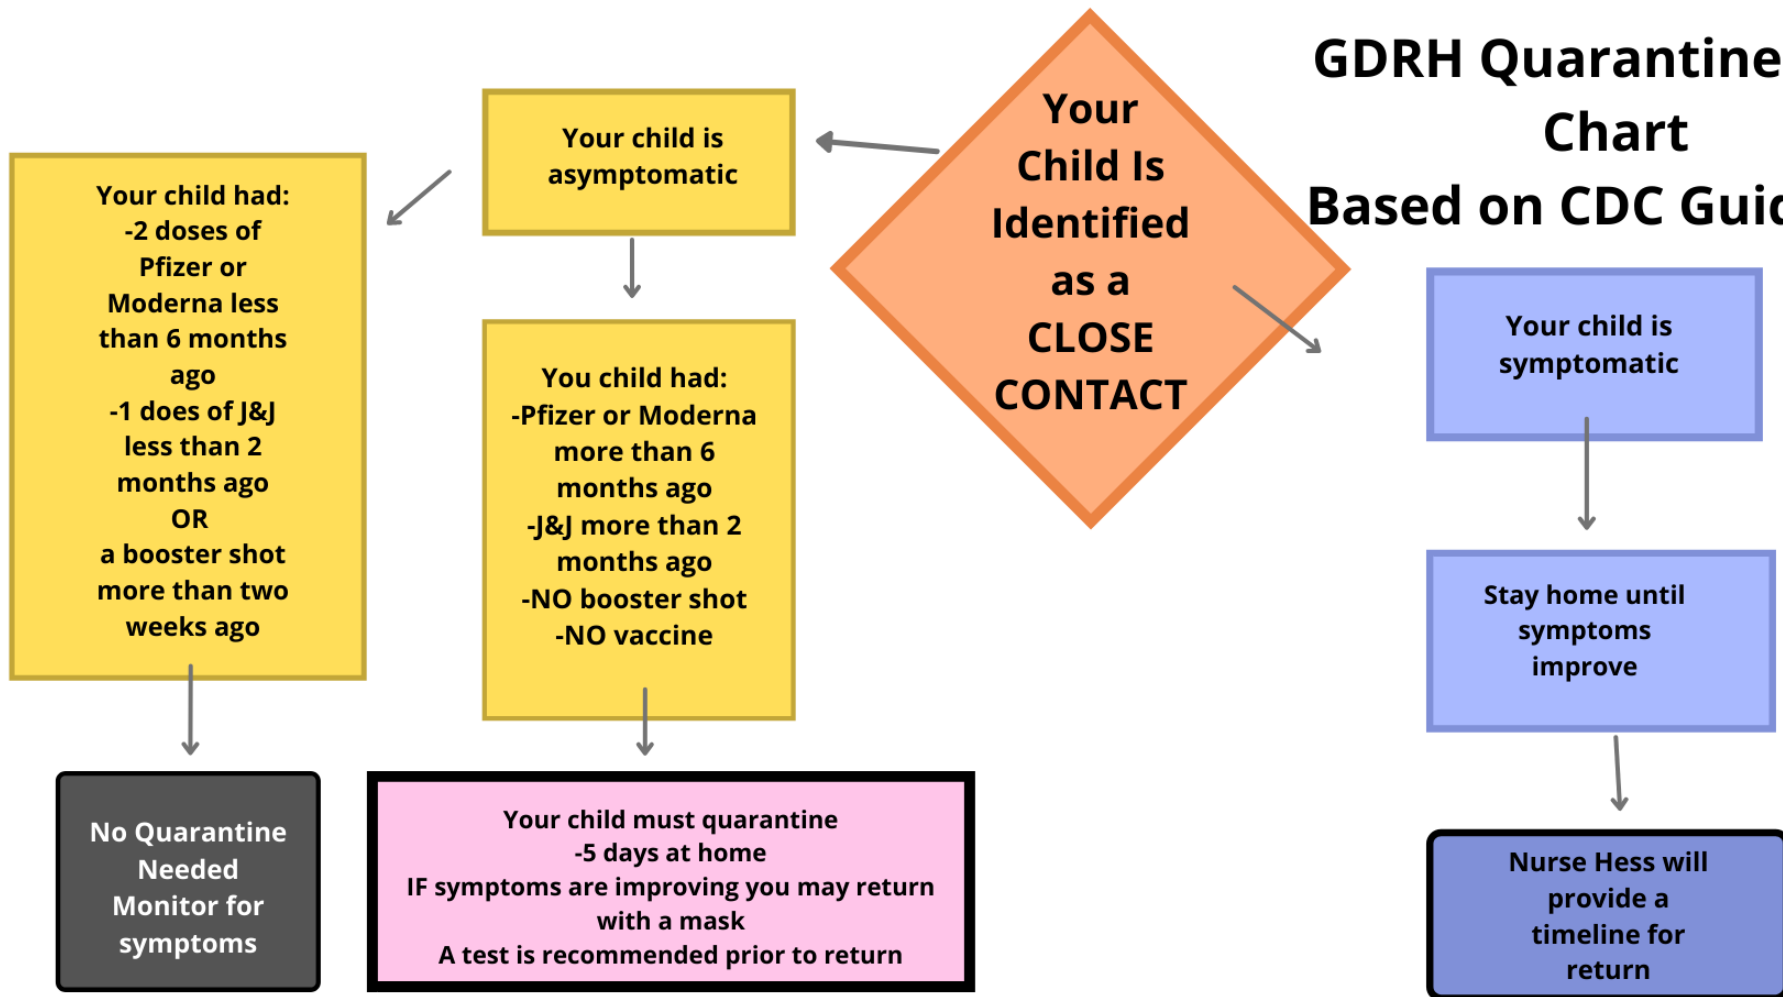 GDRH Quarantine
Chart
Based on CDC
Your
Child Is
Identified
as a
CLOSE
CONTACT
Your child is
asymptomatic
Your child had:
-2 doses of
Pfizer or
Moderna less
than 6 months
ago
-1 does of J&J
less than 2
months ago
OR
a booster shot
more than two
weeks ago
No Quarantine
Needed
Monitor for
symptoms
You child had:
-Pfizer or Moderna
more than 6
months ago
-J&J more than 2
months ago
-NO booster shot
-NO vaccine
Your child must quarantine
-5 days at home
IF symptoms are improving you may return
with a mask
A test is recommended prior to return
Your child is
symptomatic
Stay home until
symptoms
improve
Nurse Hess will
provide a
timeline for
return